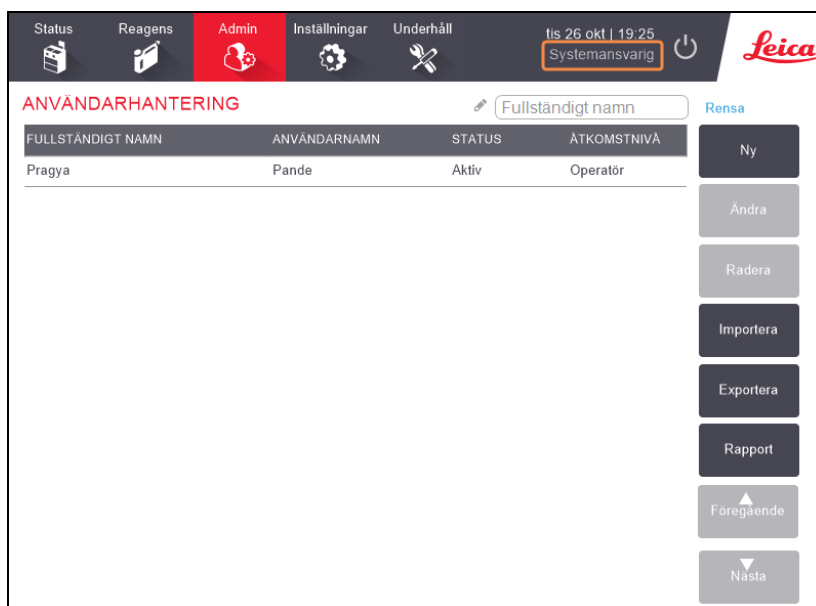 Status Reagens Admin Inställningar Underhåll
tis 26 okt | 19:25
Systemansvarig
Leica
ANVÄNDARHANTERING
Fullständigt namn
Rensa
FULLSTÄNDIGT NAMN ANVÄNDARNAMN STATUS ÅTKOMSTNIVÅ
Pragya Pande Aktiv Operatör
Ny
Ändra
Radera
Importera
Exportera
Rapport
Föregående
Nästa